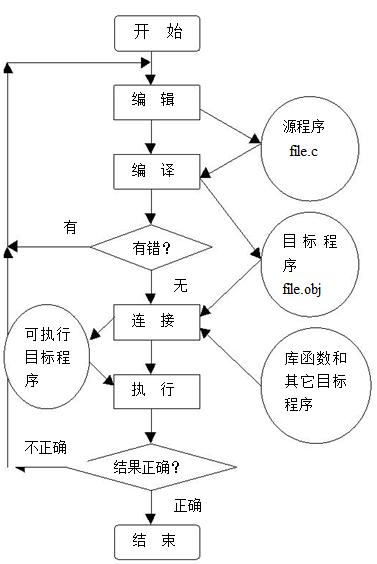 开 始
编 辑
源程序
file.c
编 译
有
有错？
目 标 程
序
file.obj
无
连 接
可执行
目标程
序
库函数和
其它目标
程序
执 行
不正确
结果正确？
正确
结 束